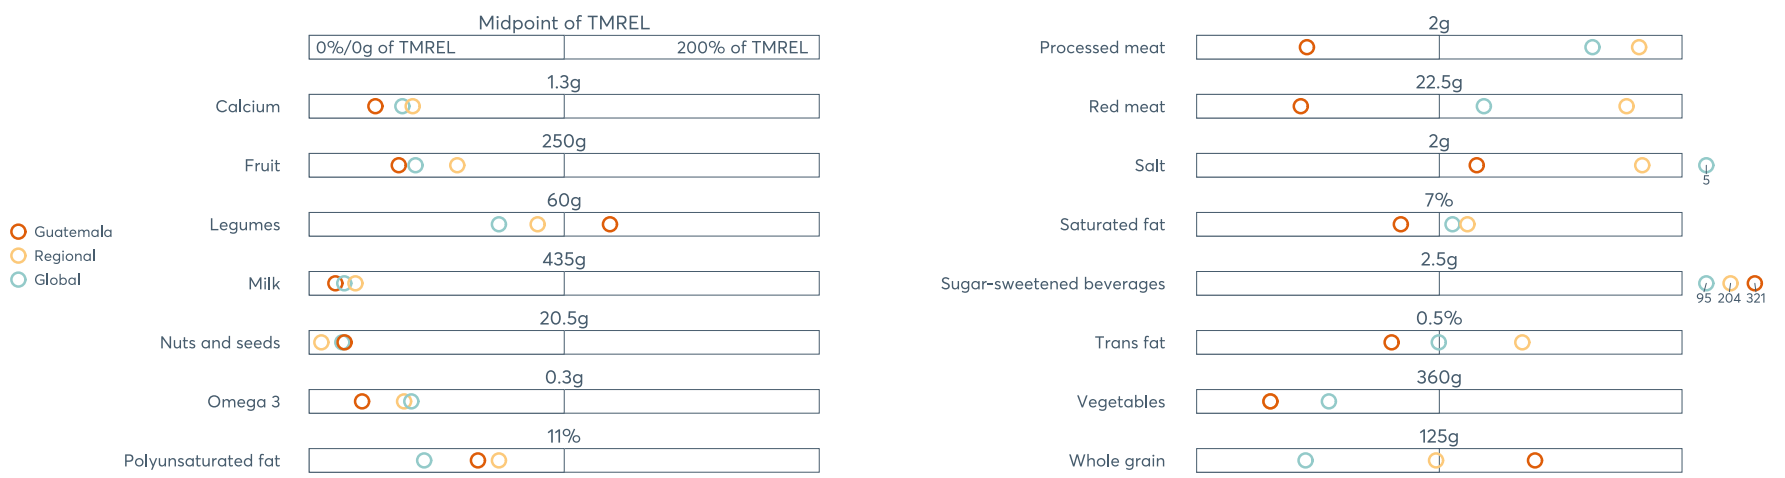 Midpoint of TMREL
0%/0g of TMREL 200% of TMREL
1.3g
Calcium
250g
Fruit
60g
Legumes
435g
Milk
20.5g
Nuts and seeds
0.3g
Omega 3
11%
Polyunsaturated fat
Guatemala
Regional
Global
2g
Processed meat
22.5g
Red meat
2g
Salt
5
7%
Saturated fat
2.5g
Sugar-sweetened beverages
95 204 321
0.5%
Trans fat
360g
Vegetables
125g
Whole grain